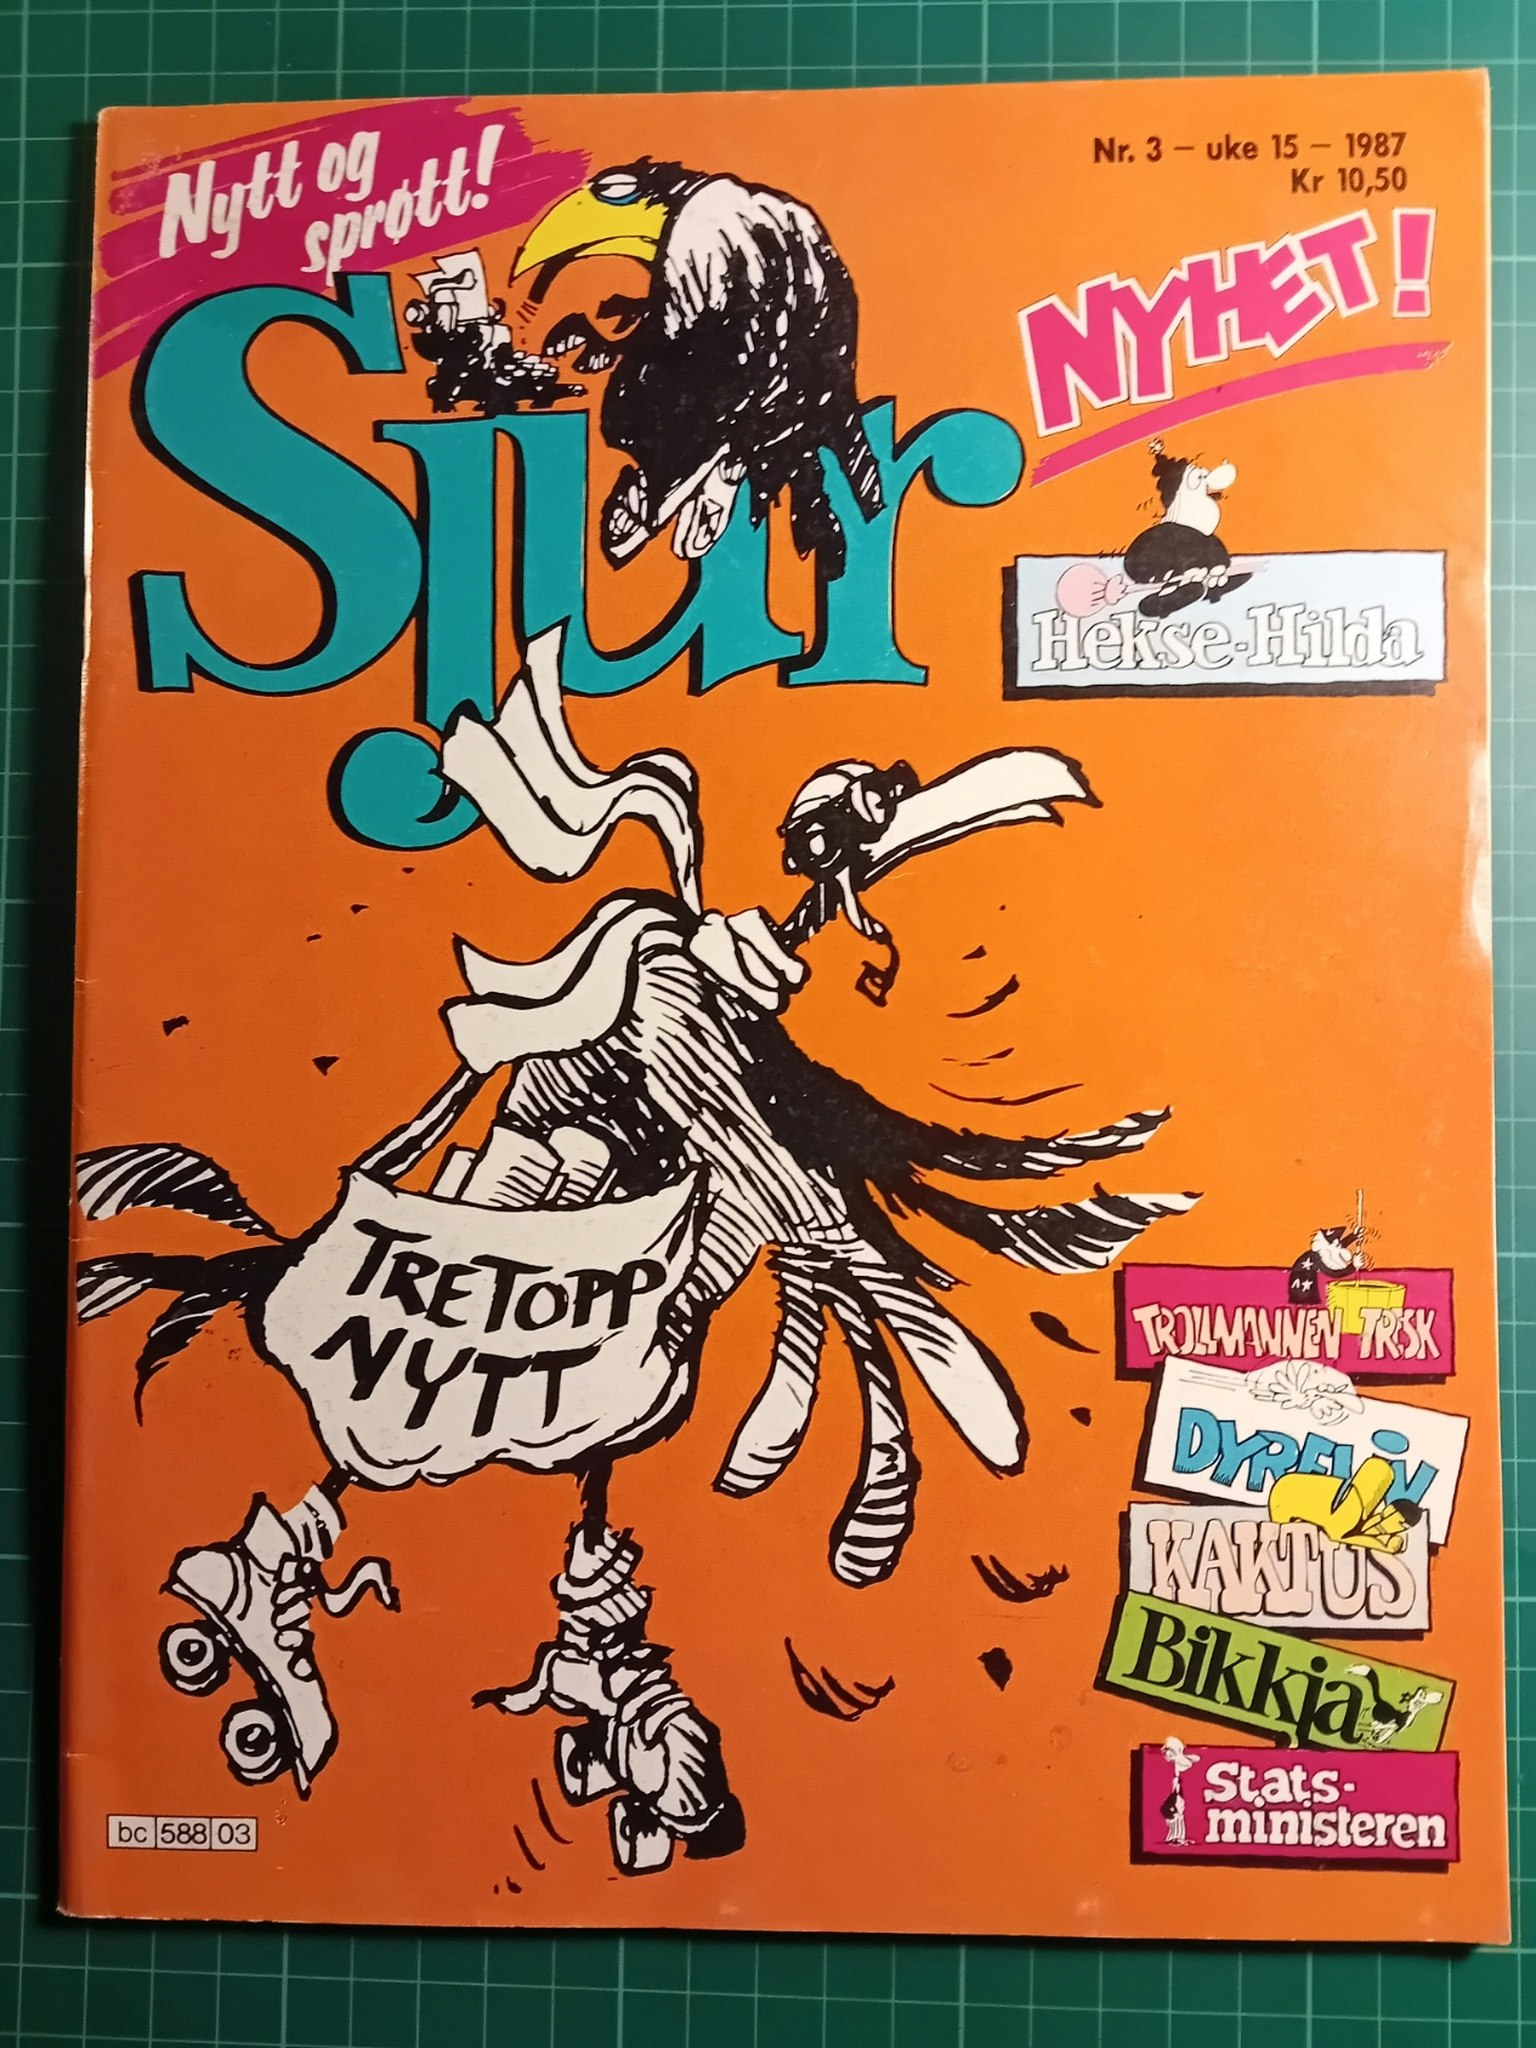 Nytt og
sprøtt!
Nr. 3 – uke 15 – 1987
Kr 10,50
Sjur
NYHET!
Hekse-Hilda
TRETOPP
NYTT
TROLLMANNEN TRISK
KAKTUS
Bikkja
Stats-
ministeren
bc 588 03